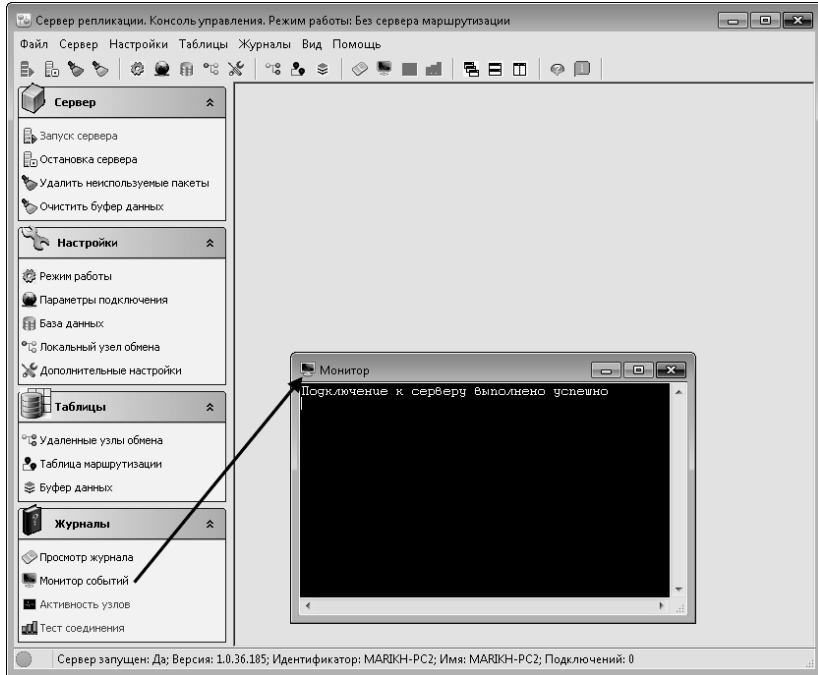 Сервер репликации. Консоль управления. Режим работы: Без сервера маршрутизации
Файл Сервер Настройки Таблицы Журналы Вид Помощь
Сервер
Запуск сервера
Остановка сервера
Удалить неиспользуемые пакеты
Очистить буфер данных
Настройки
Режим работы
Параметры подключения
База данных
Локальный узел обмена
Дополнительные настройки
Таблицы
Удаленные узлы обмена
Таблица маршрутизации
Буфер данных
Журналы
Просмотр журнала
Монитор событий
Активность узлов
Тест соединения
Монитор
Подключение к серверу выполнено успешно
Сервер запущен: Да; Версия: 1.0.36.185; Идентификатор: MARIKH-PC2; Имя: MARIKH-PC2; Подключений: 0